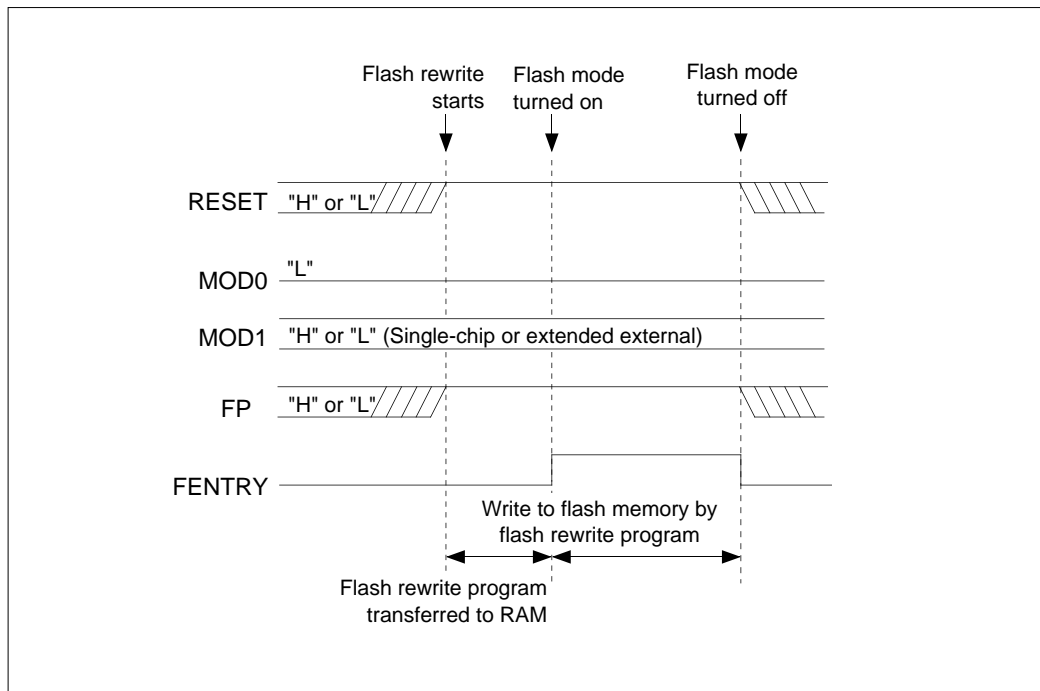 Flash rewrite
starts
Flash mode
turned on
Flash mode
turned off
RESET "H" or "L"
MOD0 "L"
MOD1 "H" or "L" (Single-chip or extended external)
FP "H" or "L"
FENTRY
Write to flash memory by
flash rewrite program
Flash rewrite program
transferred to RAM